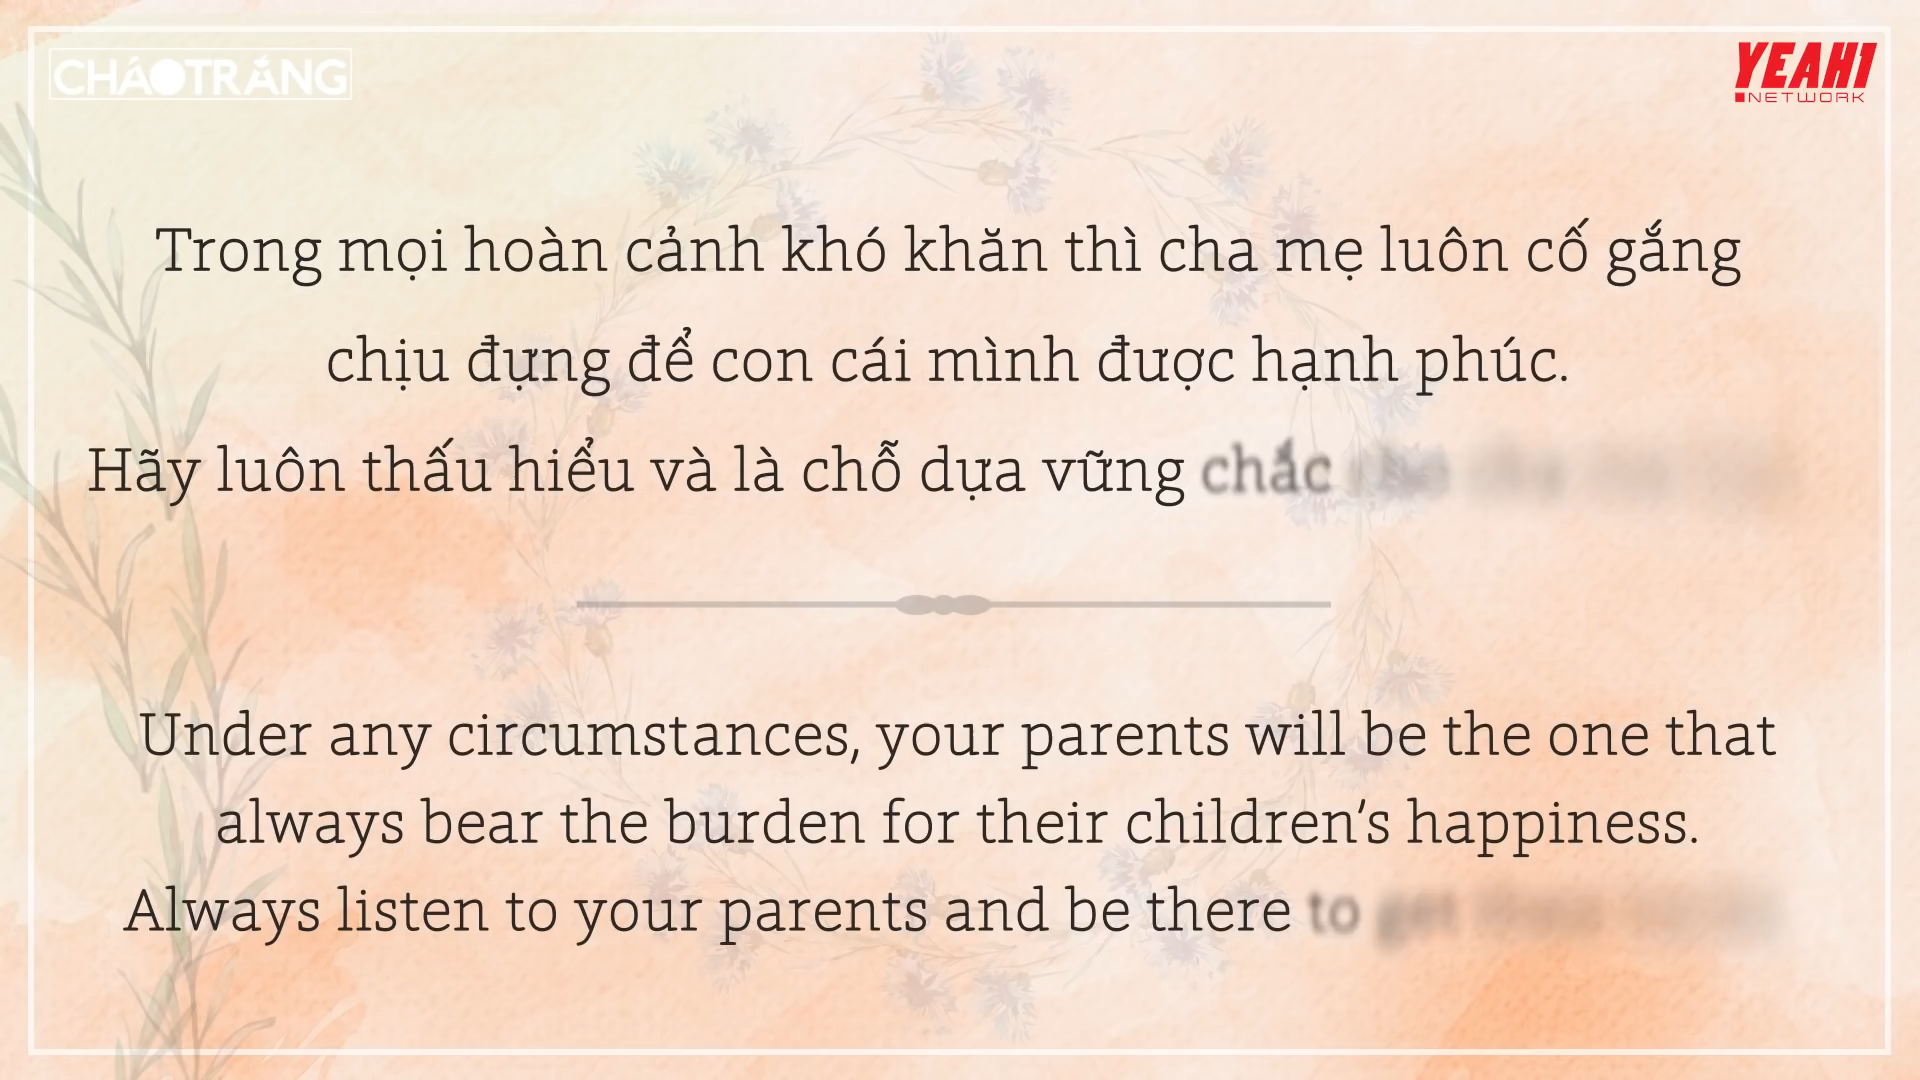 CHÁO TRẮNG
YEAH1
NETWORK
Trong mọi hoàn cảnh khó khăn thì cha mẹ luôn cố gắng
chịu đựng để con cái mình được hạnh phúc.
Hãy luôn thấu hiểu và là chỗ dựa vững chắc
Under any circumstances, your parents will be the one that
always bear the burden for their children’s happiness.
Always listen to your parents and be there to get